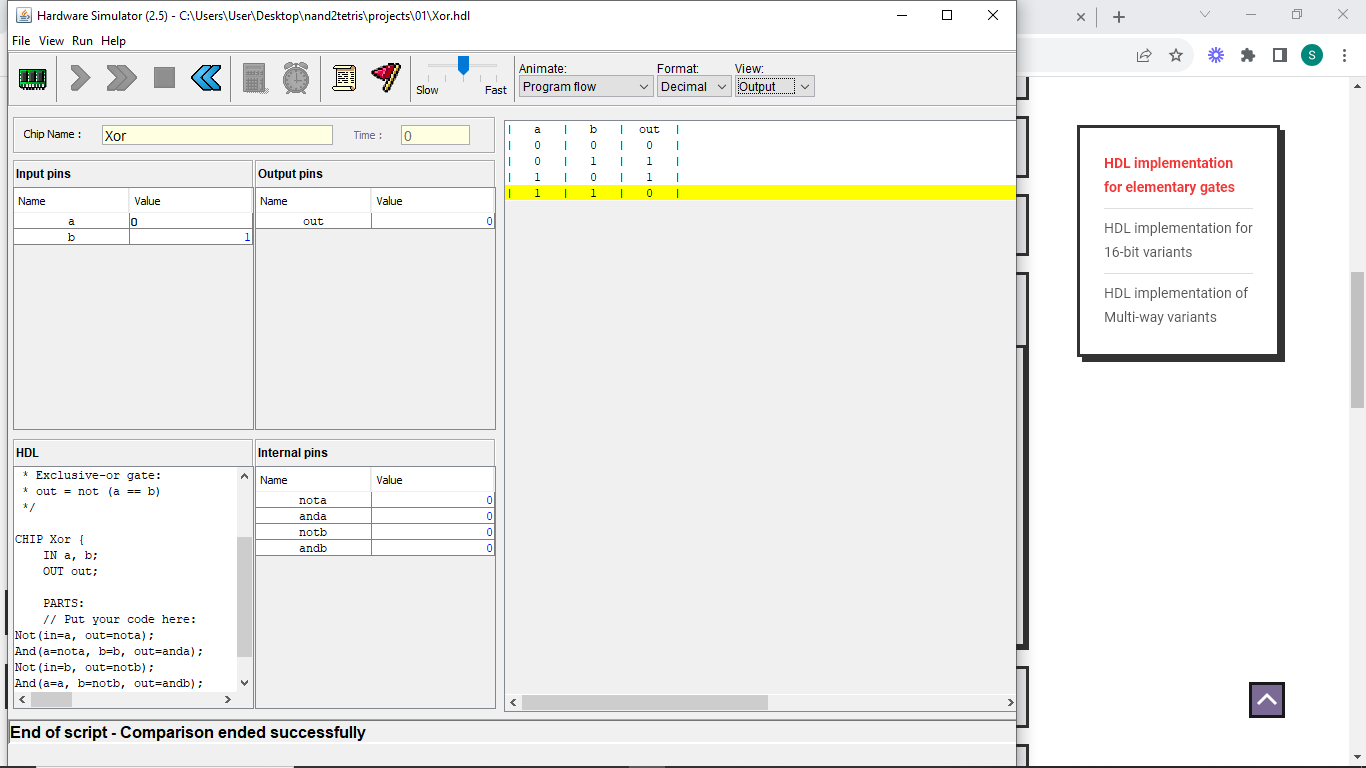 Hardware Simulator (2.5) - C:\Users\User\Desktop\nand2tetris\projects\01\Xor.hdl
File View Run Help
Slow Fast
Animate: Format: View:
Program flow Decimal Output
S
Chip Name : Xor Time : 0
Input pins
Name Value
a 0
b 1
Output pins
Name Value
out 0
| a | b | out |
| 0 | 0 | 0 |
| 0 | 1 | 1 |
| 1 | 0 | 1 |
| 1 | 1 | 0 |
HDL
* Exclusive-or gate:
* out = not (a == b)
*/
CHIP Xor {
IN a, b;
OUT out;
PARTS:
// Put your code here:
Not(in=a, out=nota);
And(a=nota, b=b, out=anda);
Not(in=b, out=notb);
And(a=a, b=notb, out=andb);
Internal pins
Name Value
nota 0
anda 0
notb 0
andb 0
End of script - Comparison ended successfully
HDL implementation
for elementary gates
HDL implementation for
16-bit variants
HDL implementation of
Multi-way variants